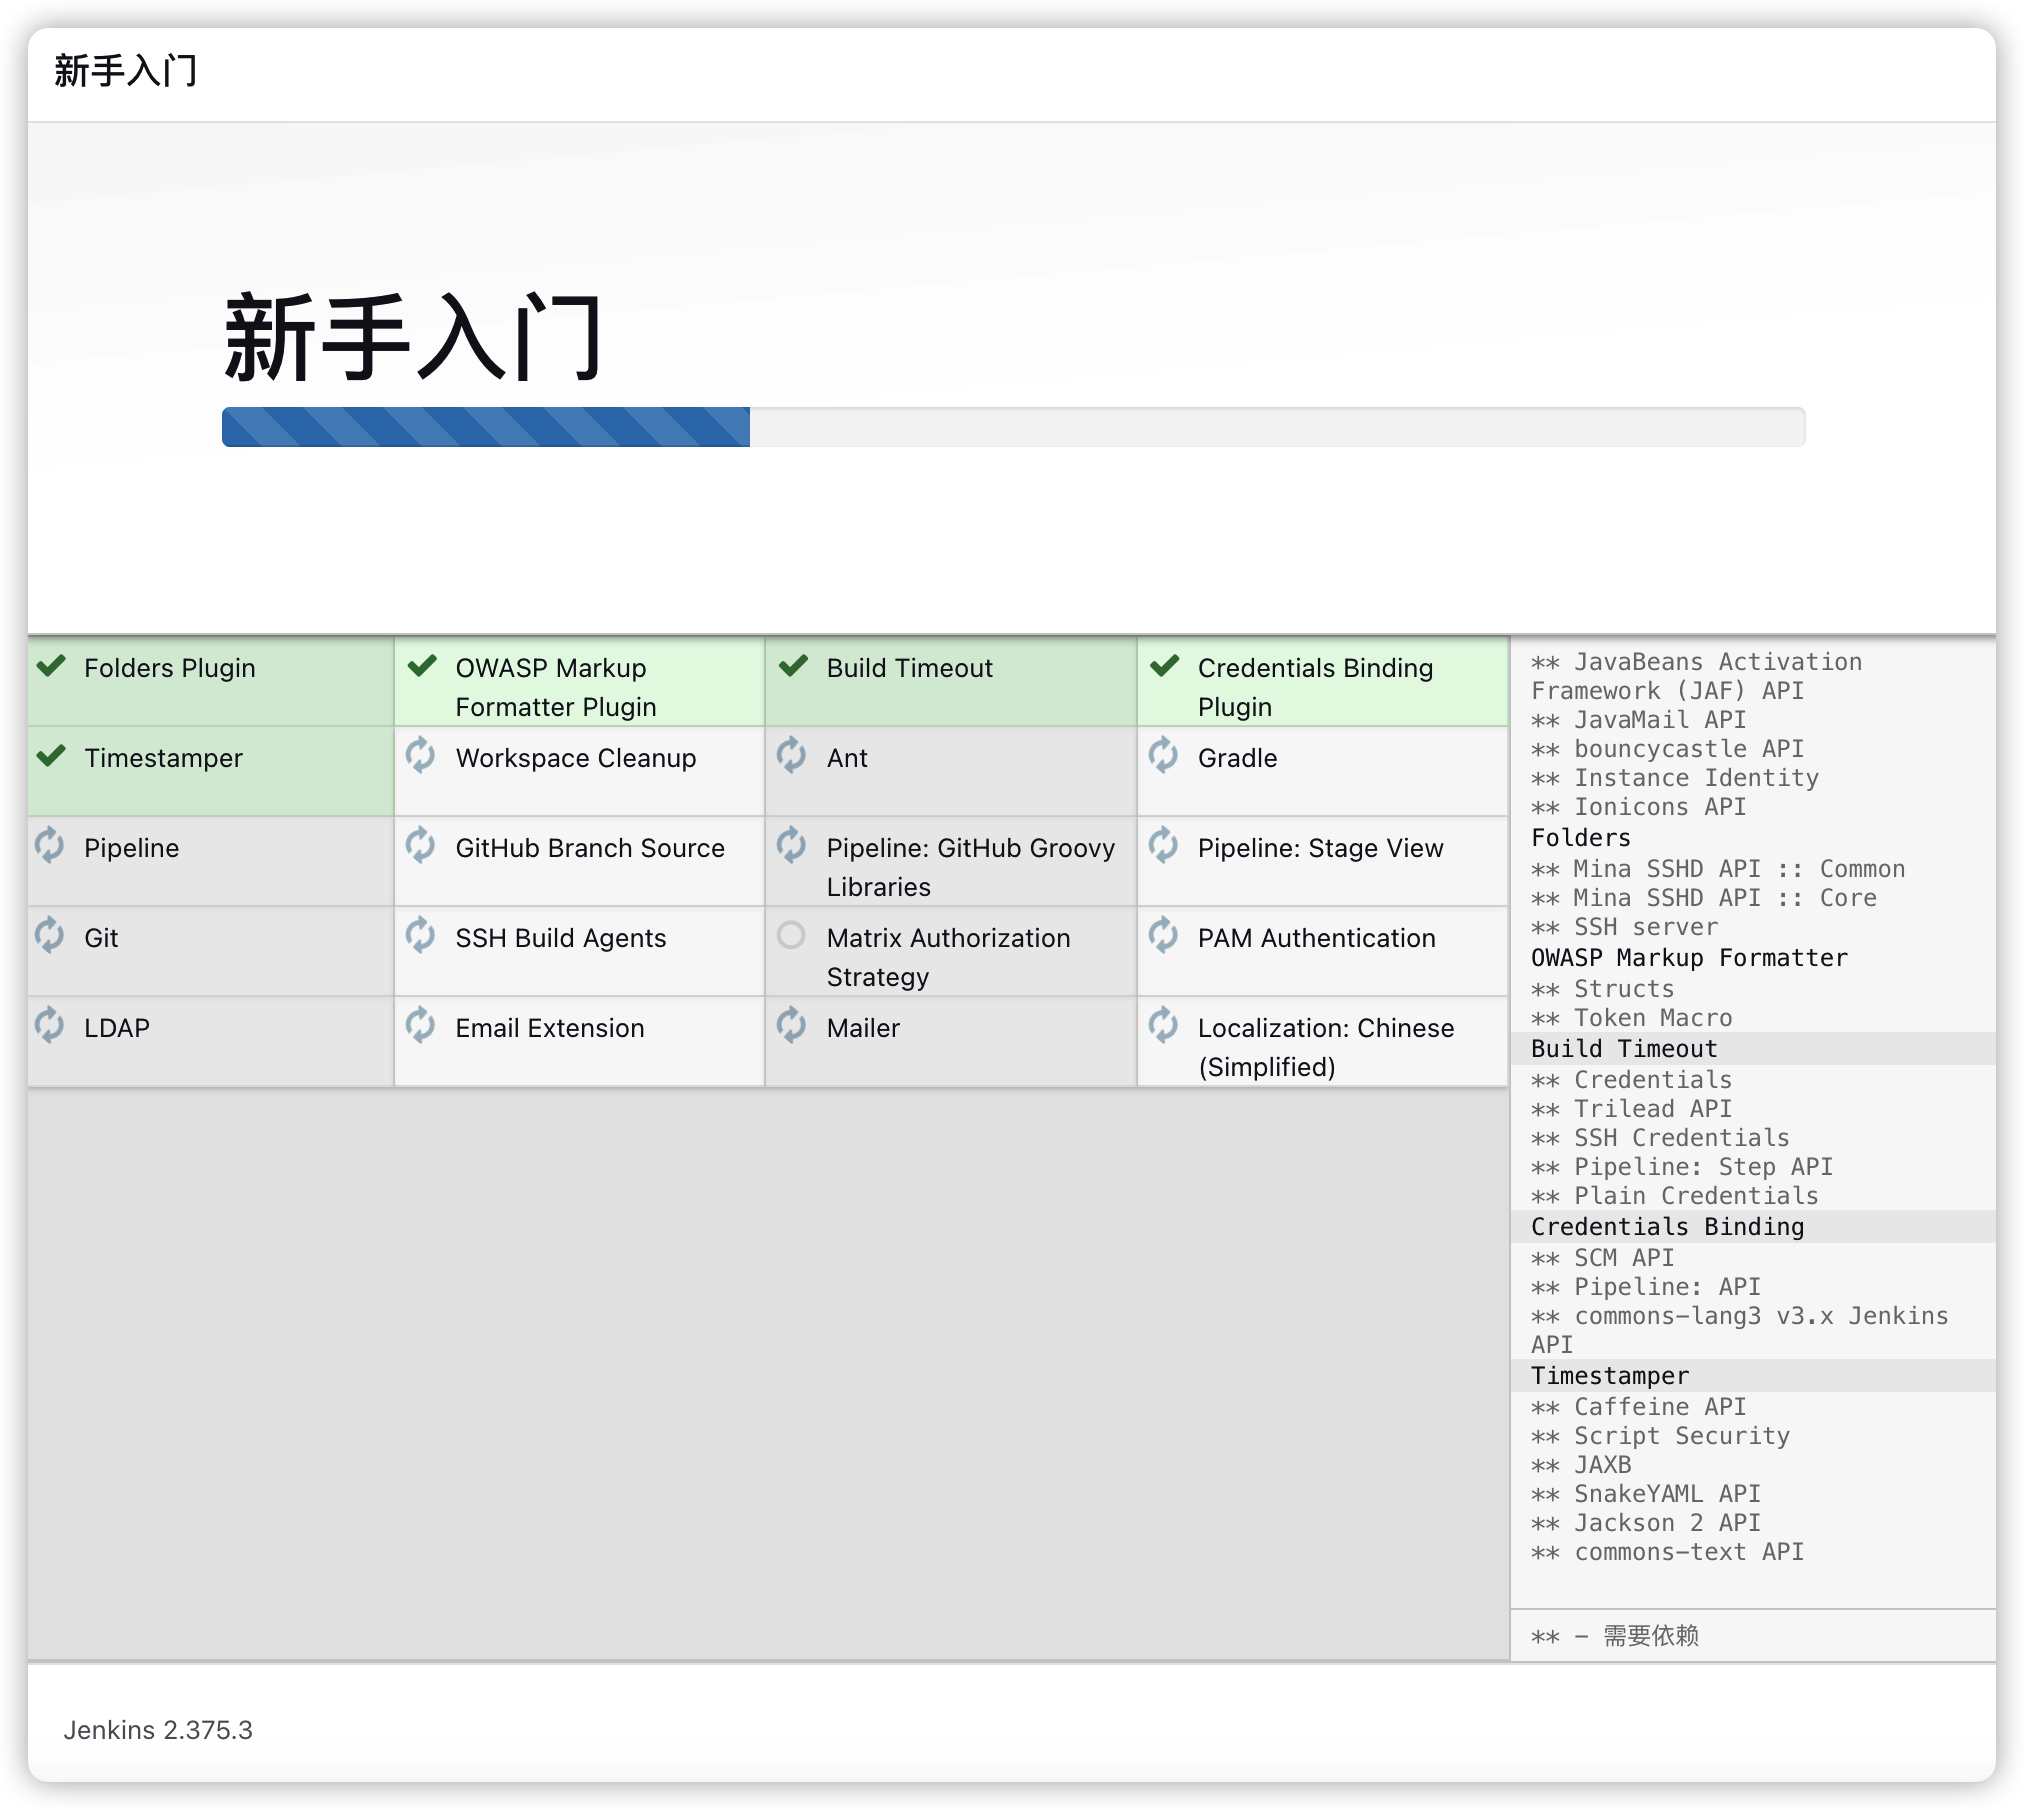 新手入门
新手入门
Folders Plugin
OWASP Markup
Formatter Plugin
Build Timeout
Credentials Binding
Plugin
Timestamper
Workspace Cleanup
Ant
Gradle
Pipeline
GitHub Branch Source
Pipeline: GitHub Groovy
Libraries
Pipeline: Stage View
Git
SSH Build Agents
Matrix Authorization
Strategy
PAM Authentication
LDAP
Email Extension
Mailer
Localization: Chinese
(Simplified)
** JavaBeans Activation
Framework (JAF) API
** JavaMail API
** bouncycastle API
** Instance Identity
** Ionicons API
Folders
** Mina SSHD API :: Common
** Mina SSHD API :: Core
** SSH server
OWASP Markup Formatter
** Structs
** Token Macro
Build Timeout
** Credentials
** Trilead API
** SSH Credentials
** Pipeline: Step API
** Plain Credentials
Credentials Binding
** SCM API
** Pipeline: API
** commons-lang3 v3.x Jenkins
API
Timestamper
** Caffeine API
** Script Security
** JAXB
** SnakeYAML API
** Jackson 2 API
** commons-text API
** - 需要依赖
Jenkins 2.375.3